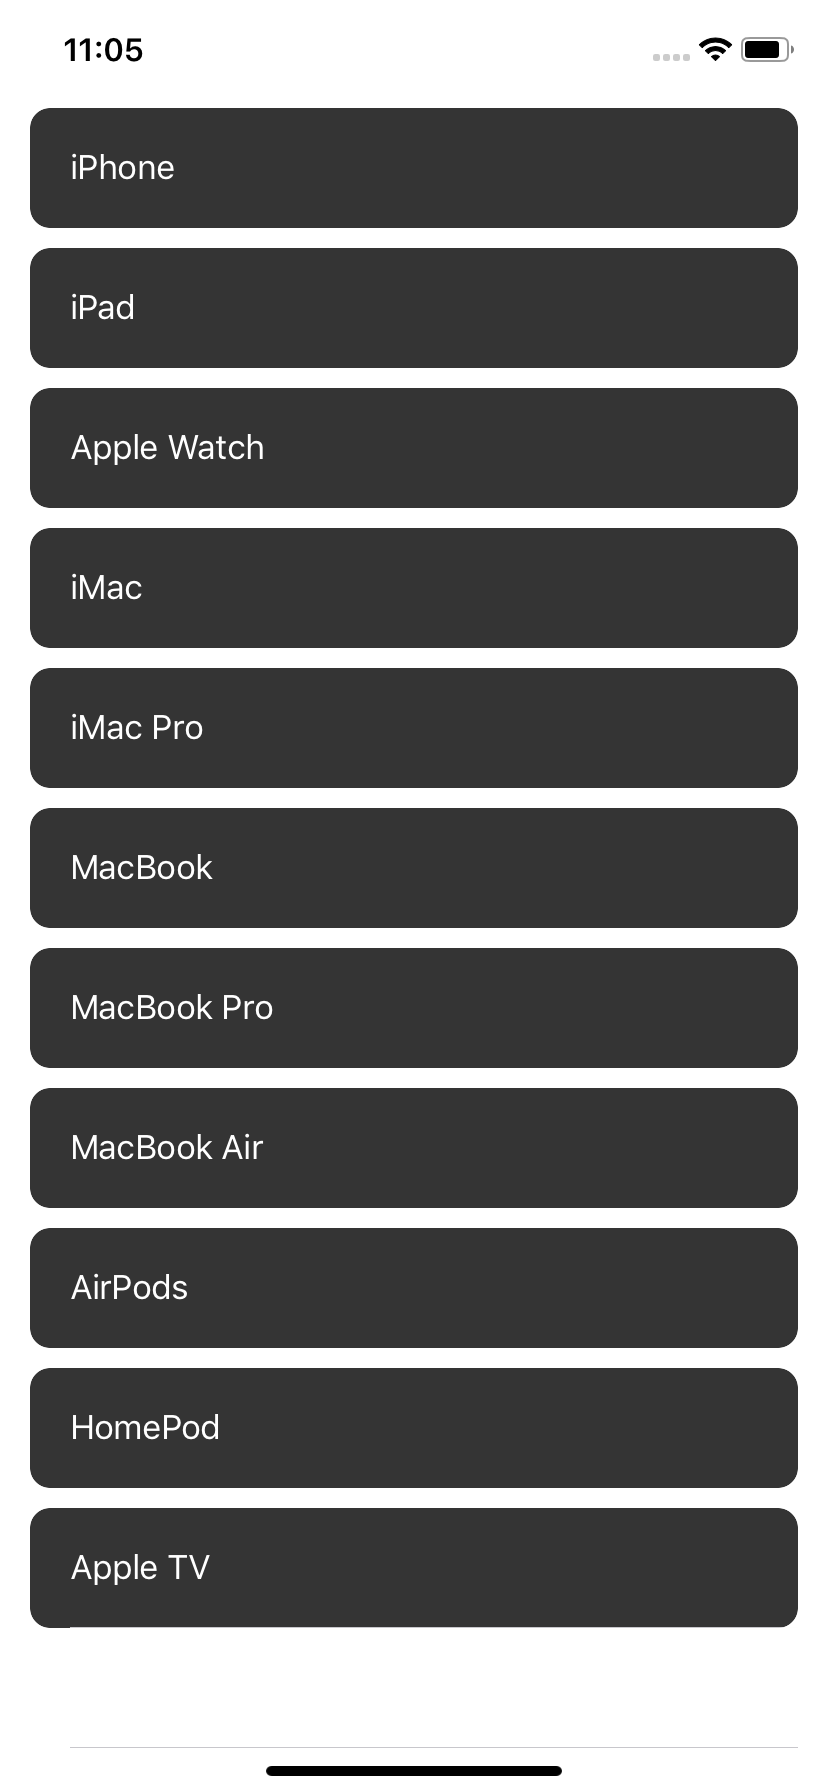 11:05
iPhone
iPad
Apple Watch
iMac
iMac Pro
MacBook
MacBook Pro
MacBook Air
AirPods
HomePod
Apple TV